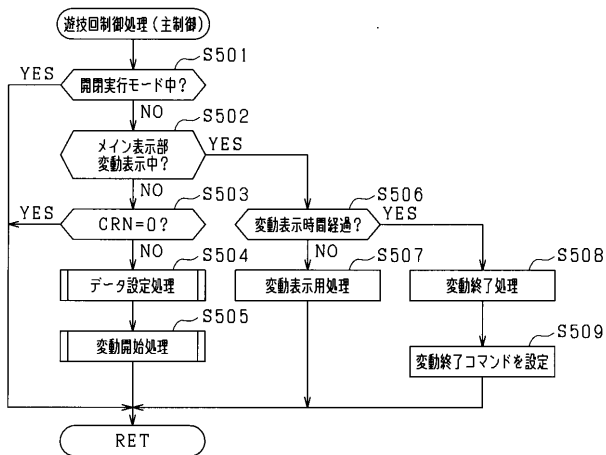 遊技回制御処理(主制御)
S501
開閉実行モード中?
YES
NO
S502
メイン表示部
変動表示中?
YES
NO
S503
CRN=0?
YES
NO
S504
データ設定処理
S505
変動開始処理
S506
変動表示時間経過?
YES
NO
S507
変動表示用処理
S508
変動終了処理
S509
変動終了コマンドを設定
RET